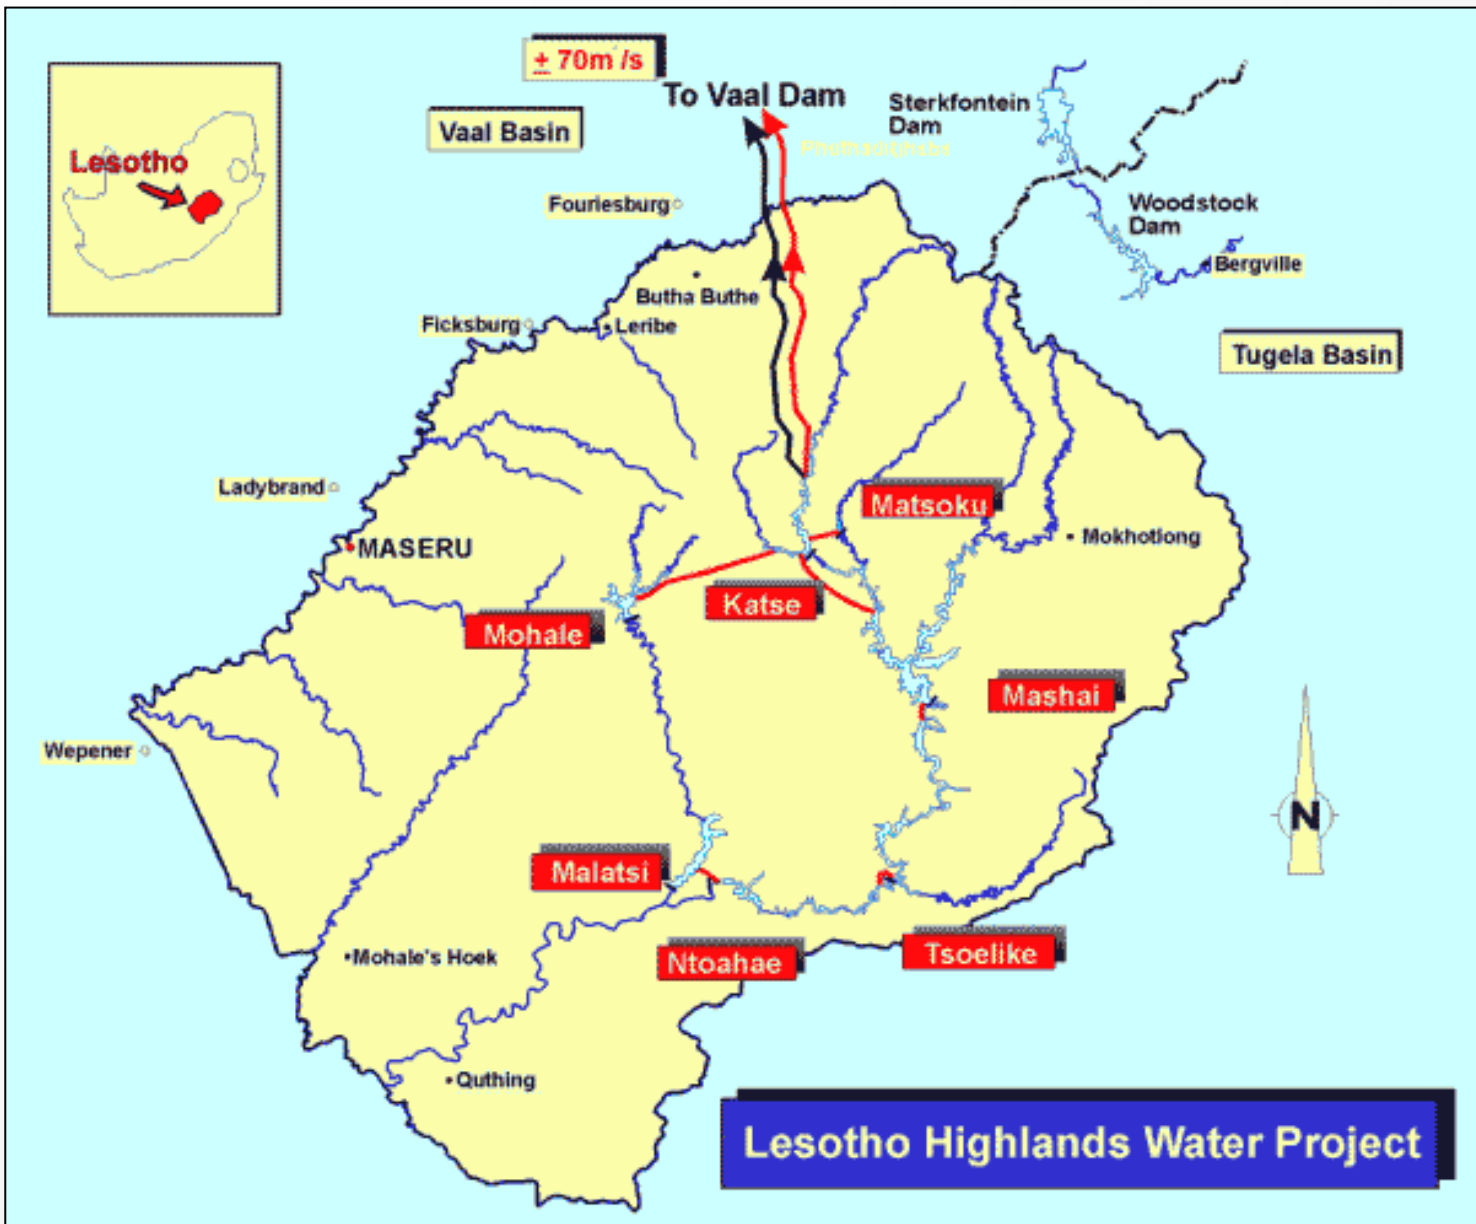 ± 70m³/s
To Vaal Dam
Sterkfontein
Dam
Vaal Basin
Phuthaditjhaba
Lesotho
Fouriesburg
Woodstock
Dam
Bergville
Butha Buthe
Ficksburg
Leribe
Tugela Basin
Ladybrand
Matsoku
MASERU
Mokhotlong
Katse
Mohale
Mashai
Wepener
N
Malatsi
Mohale's Hoek
Ntoahae
Tsoelike
Quthing
Lesotho Highlands Water Project